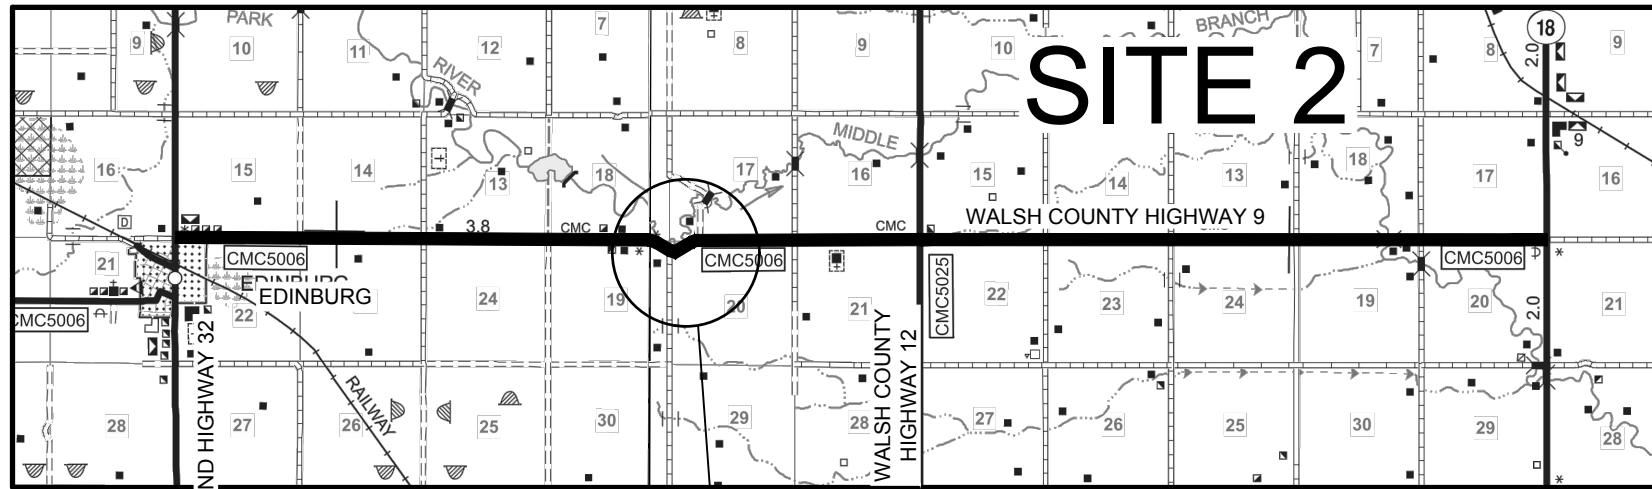 PARK
BRANCH
7
18
9
10
11
12
8
9
10
7
8
2.0
9
SITE 2
RIVER
MIDDLE
9
16
15
14
13
18
17
16
15
14
13
18
17
16
WALSH COUNTY HIGHWAY 9
3.8
CMC
CMC
D
CMC5006
CMC5006
CMC5006
21
EDINBURG
EDINBURG
22
24
19
20
21
CMC5025
22
23
24
19
20
2.0
21
CMC5006
ND HIGHWAY 32
WALSH COUNTY
HIGHWAY 12
RAILWAY
28
27
26
25
30
29
28
27
26
25
30
29
28